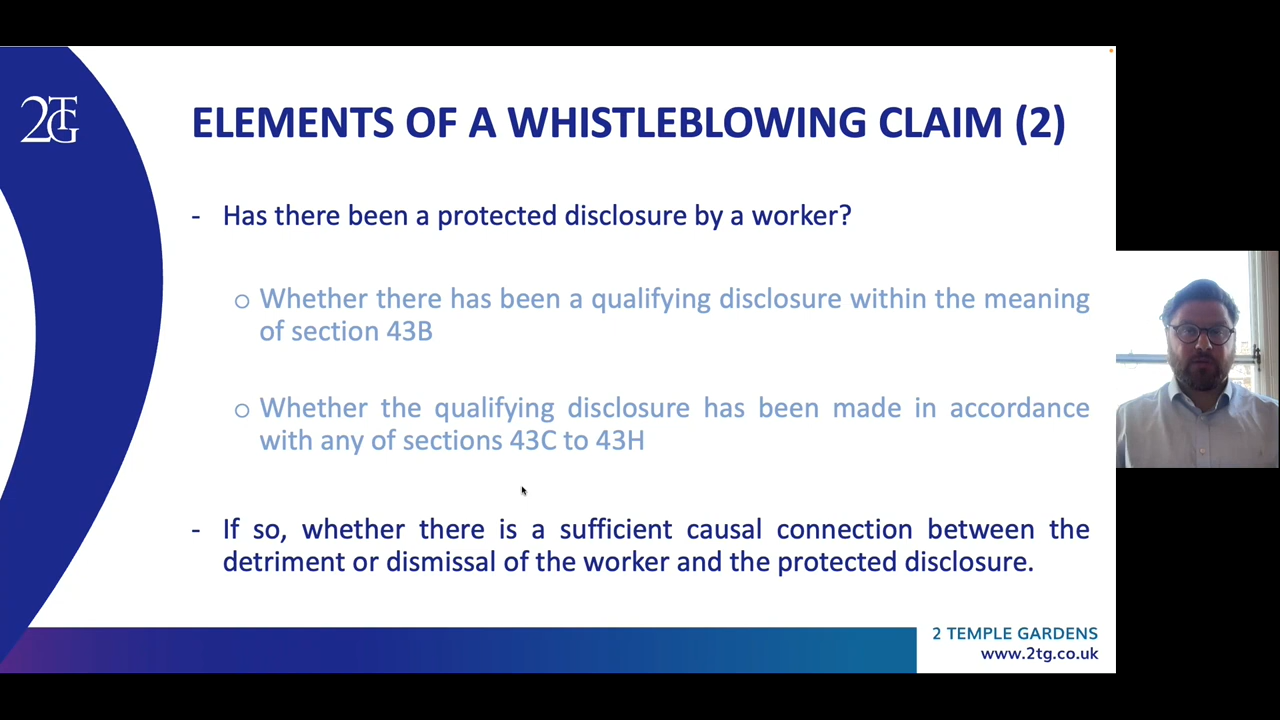 2TG
ELEMENTS OF A WHISTLEBLOWING CLAIM (2)
- Has there been a protected disclosure by a worker?
o Whether there has been a qualifying disclosure within the meaning
of section 43B
o Whether the qualifying disclosure has been made in accordance
with any of sections 43C to 43H
- If so, whether there is a sufficient causal connection between the
detriment or dismissal of the worker and the protected disclosure.
2 TEMPLE GARDENS
www.2tg.co.uk